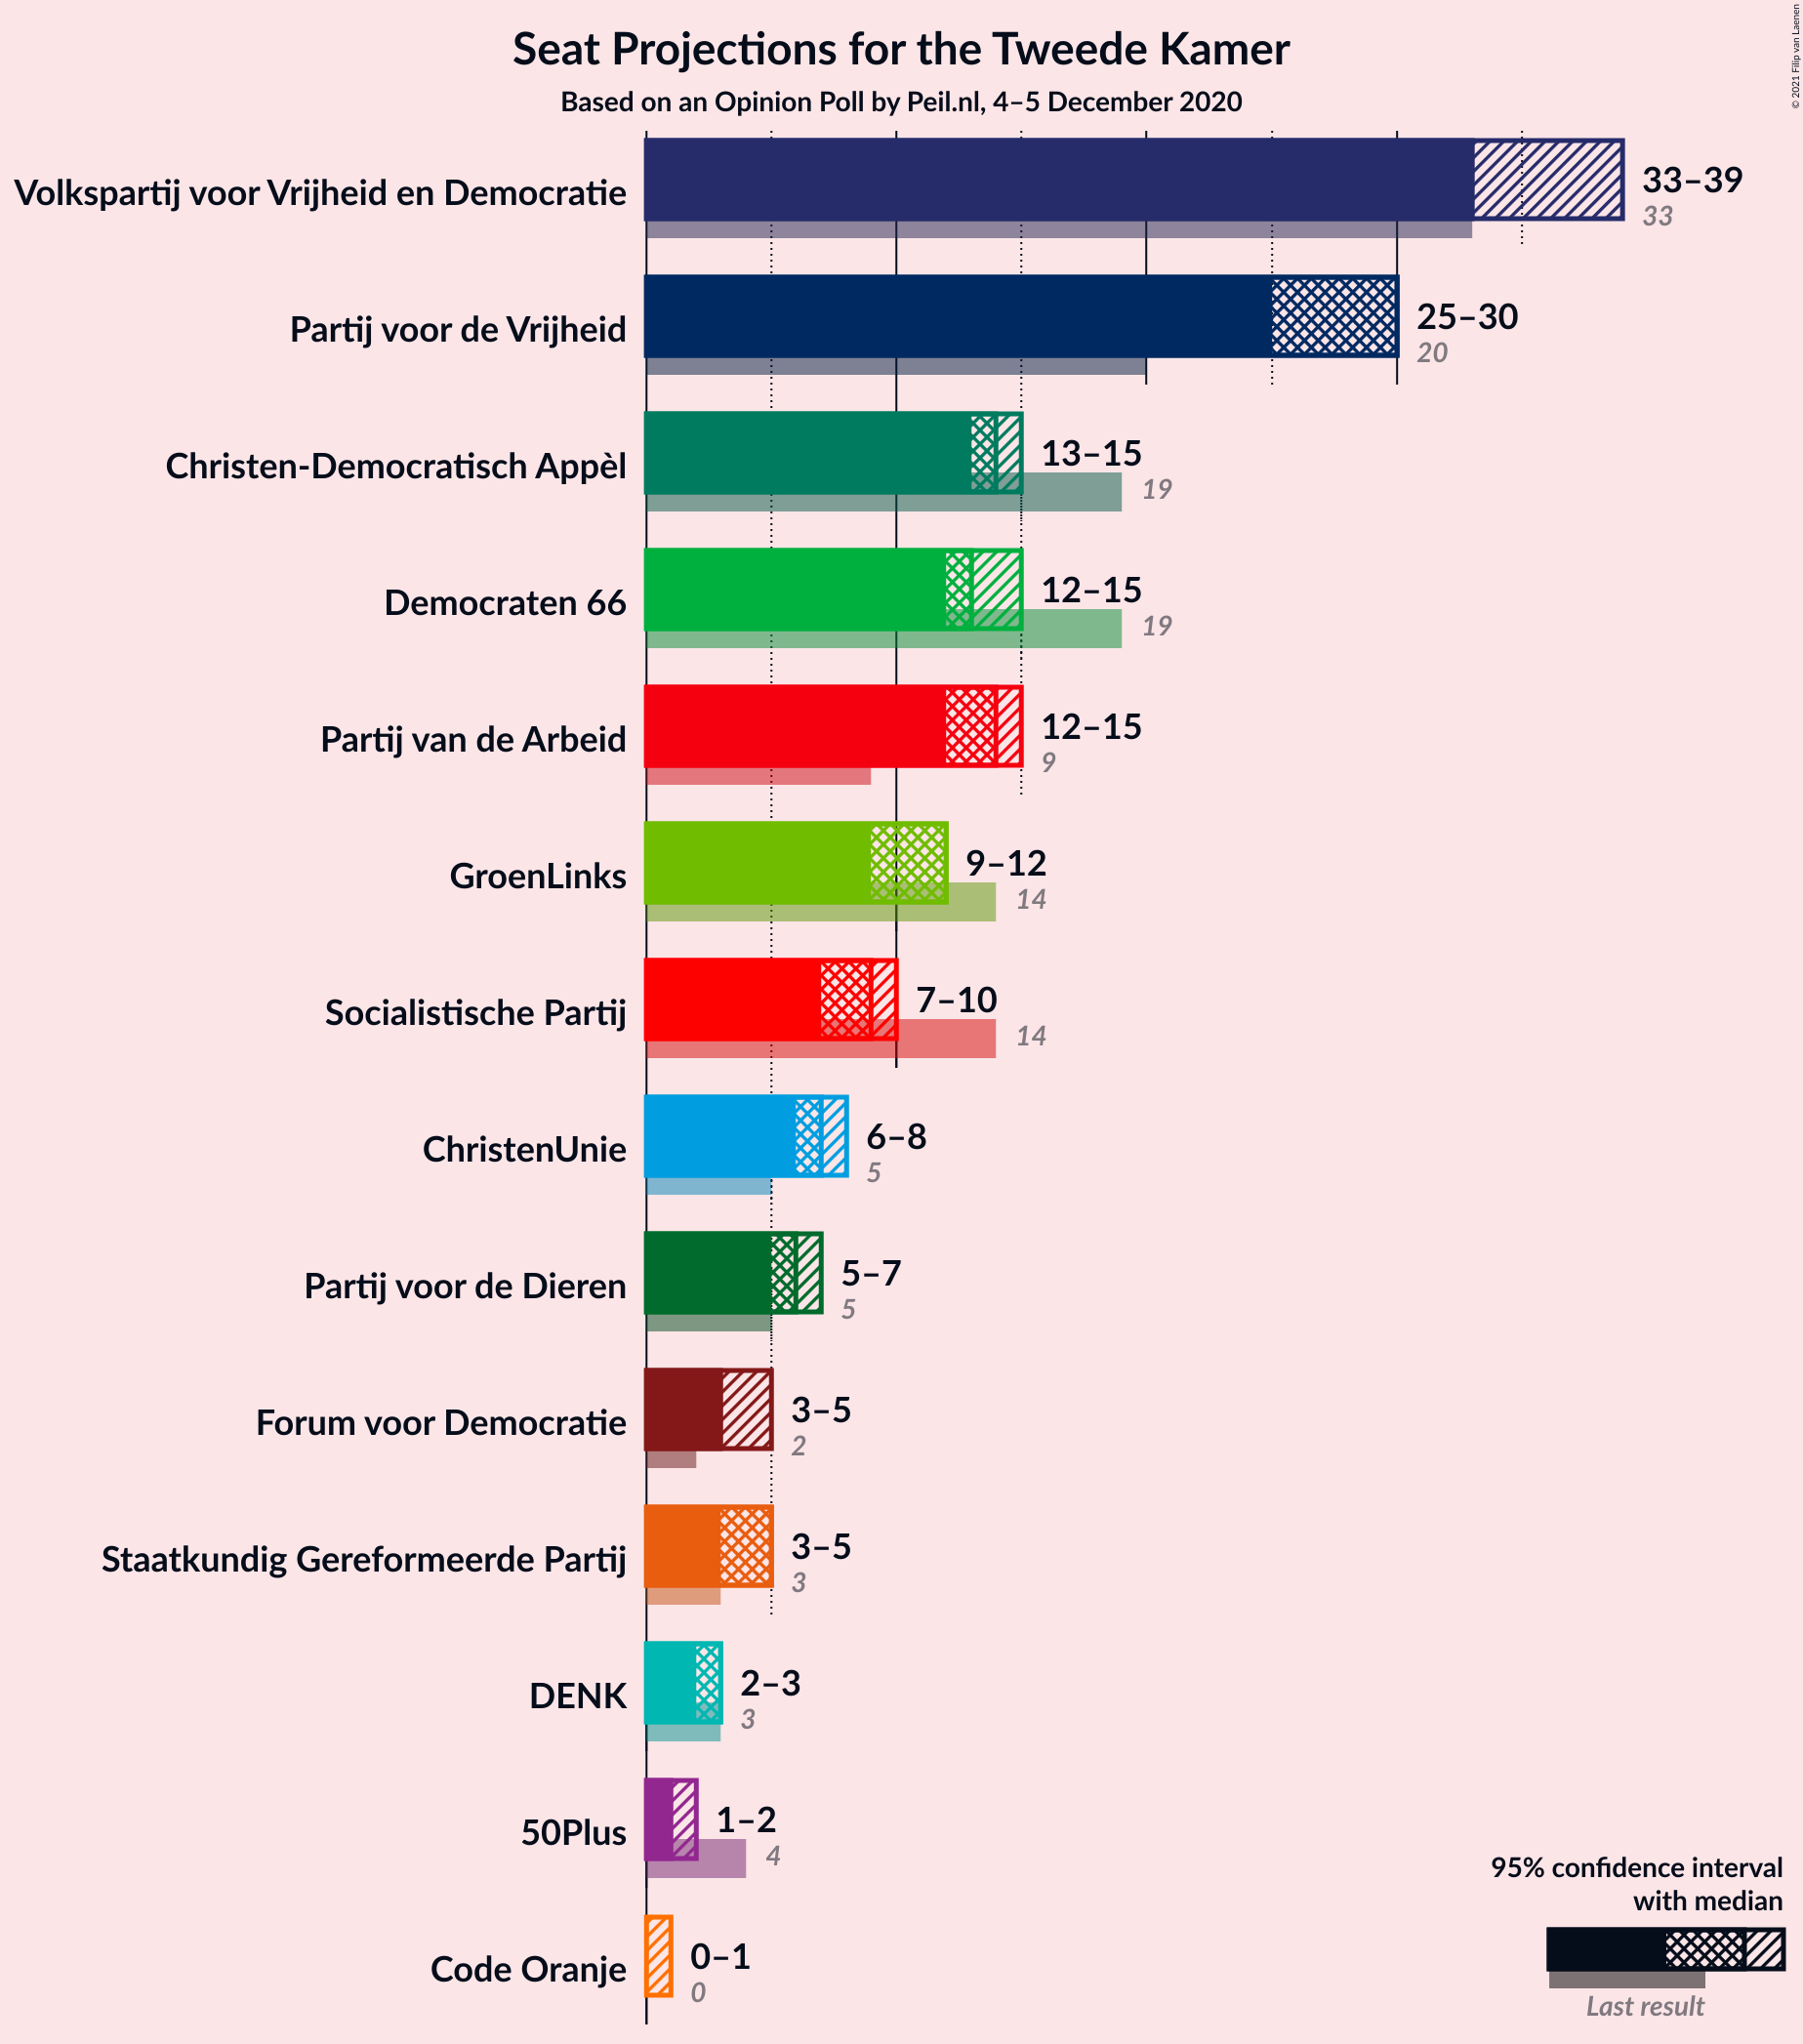 © 2021 Filip van Laenen
Seat Projections for the Tweede Kamer
Based on an Opinion Poll by Peil.nl, 4–5 December 2020
Volkspartij voor Vrijheid en Democratie
33–39
33
Partij voor de Vrijheid
25–30
20
Christen-Democratisch Appèl
13–15
19
Democraten 66
12–15
19
Partij van de Arbeid
12–15
9
GroenLinks
9–12
14
Socialistische Partij
7–10
14
ChristenUnie
6–8
5
Partij voor de Dieren
5–7
5
Forum voor Democratie
3–5
2
Staatkundig Gereformeerde Partij
3–5
3
DENK
2–3
3
50Plus
1–2
4
Code Oranje
0–1
0
95% confidence interval
with median
Last result